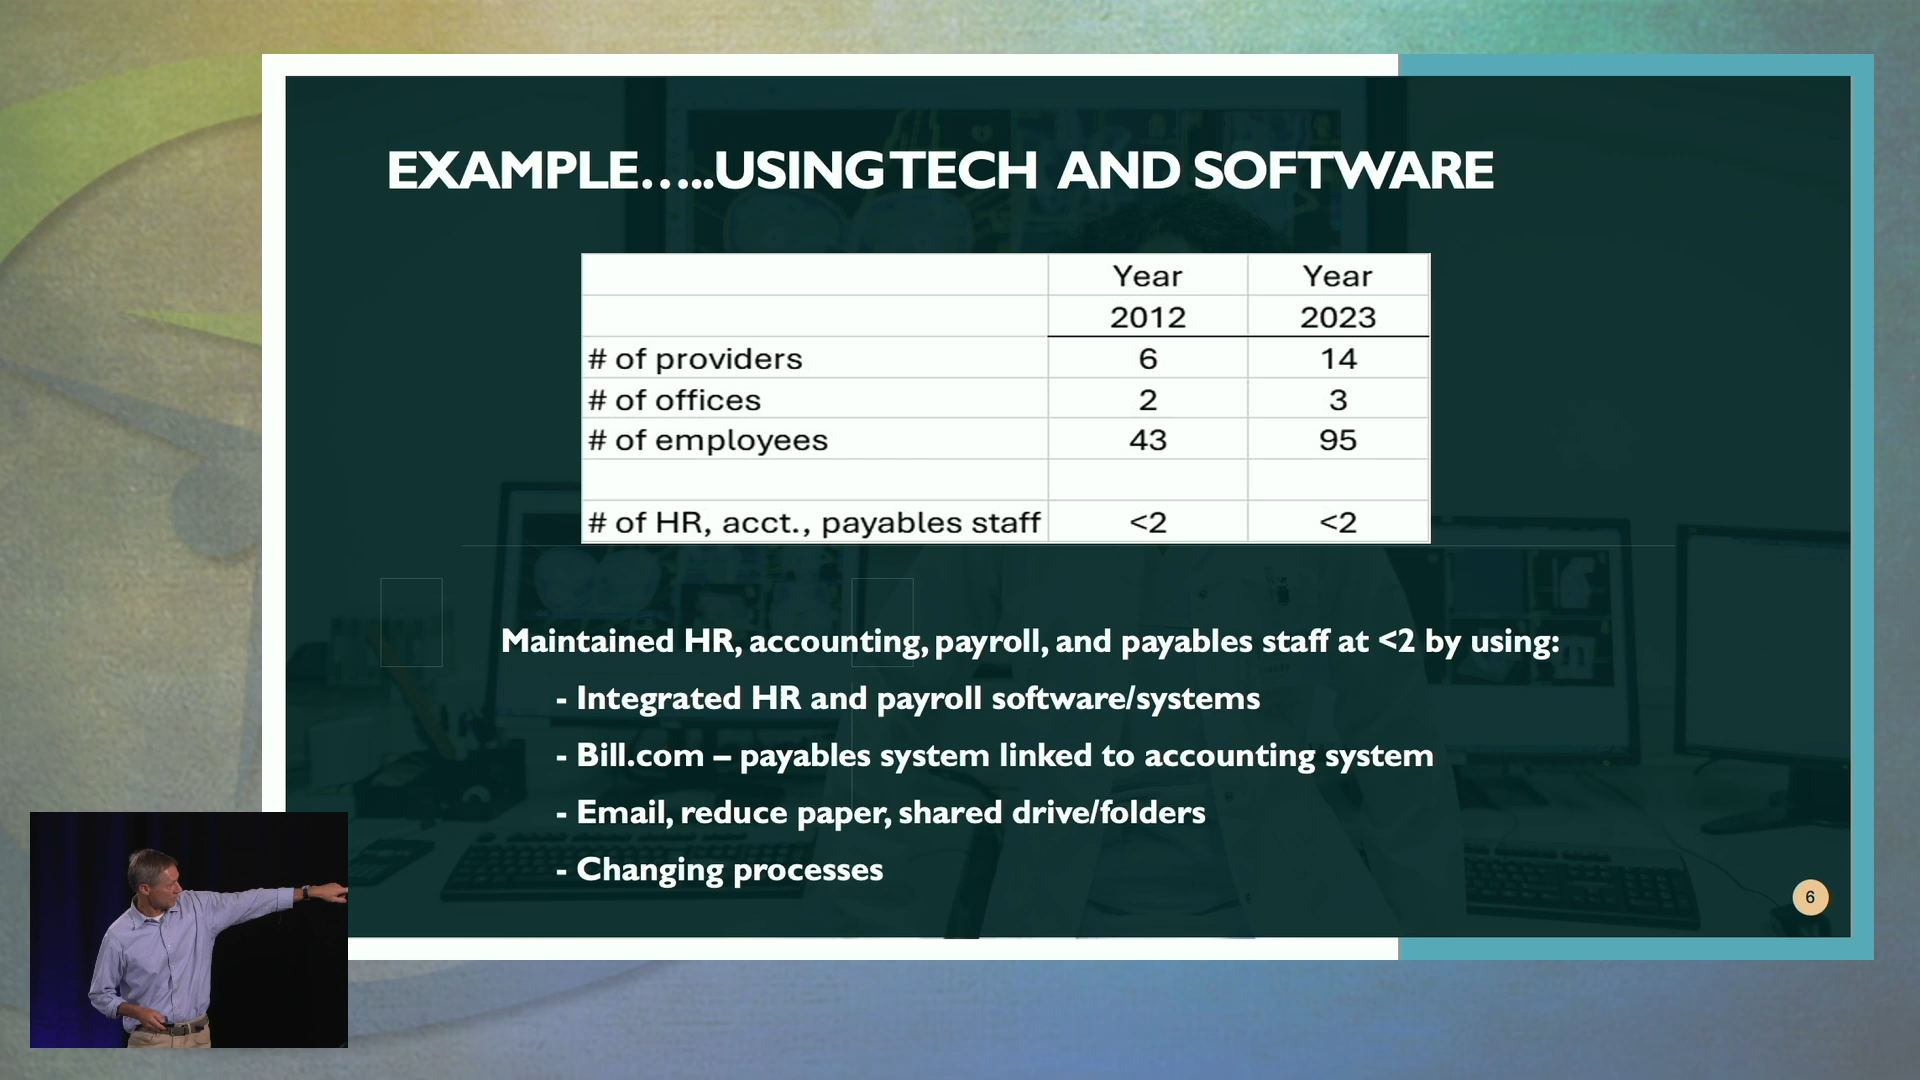 EXAMPLE…..USING TECH AND SOFTWARE
Year Year
2012 2023
# of providers 6 14
# of offices 2 3
# of employees 43 95
# of HR, acct., payables staff <2 <2
Maintained HR, accounting, payroll, and payables staff at <2 by using:
- Integrated HR and payroll software/systems
- Bill.com – payables system linked to accounting system
- Email, reduce paper, shared drive/folders
- Changing processes
6